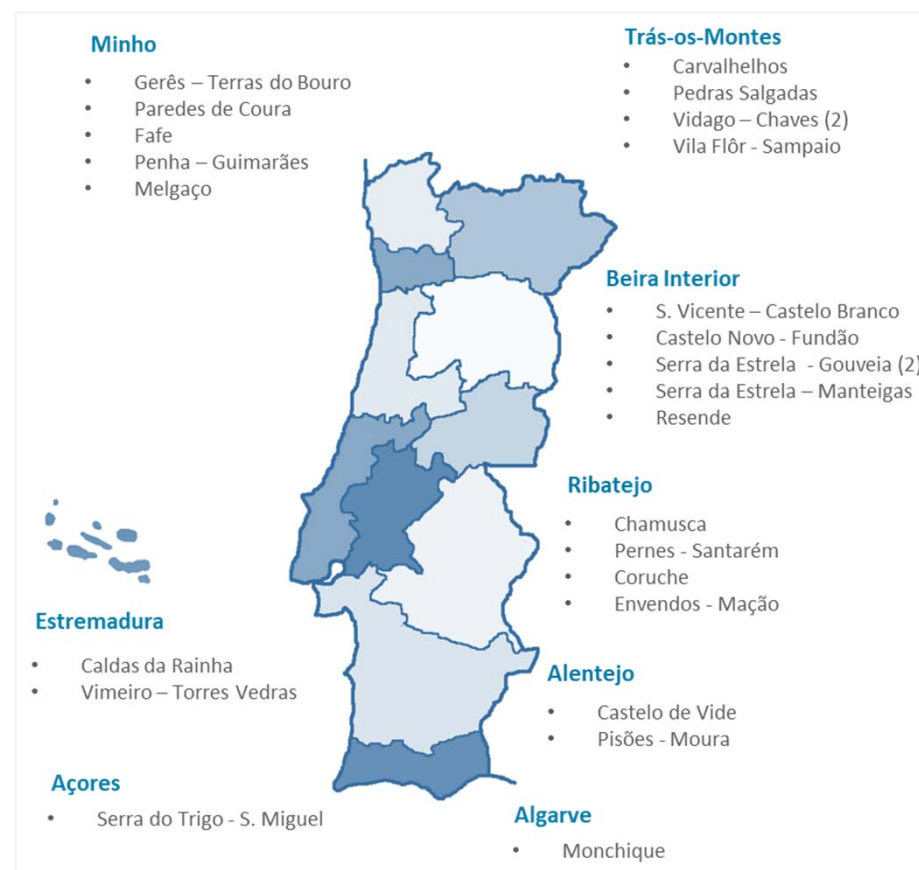 Minho
• Gerês – Terras do Bouro
• Paredes de Coura
• Fafe
• Penha – Guimarães
• Melgaço
Trás-os-Montes
• Carvalhelhos
• Pedras Salgadas
• Vidago – Chaves (2)
• Vila Flôr - Sampaio
Beira Interior
• S. Vicente – Castelo Branco
• Castelo Novo - Fundão
• Serra da Estrela - Gouveia (2)
• Serra da Estrela – Manteigas
• Resende
Ribatejo
• Chamusca
• Pernes - Santarém
• Coruche
• Envendos - Mação
Estremadura
• Caldas da Rainha
• Vimeiro – Torres Vedras
Alentejo
• Castelo de Vide
• Pisões - Moura
Açores
• Serra do Trigo - S. Miguel
Algarve
• Monchique